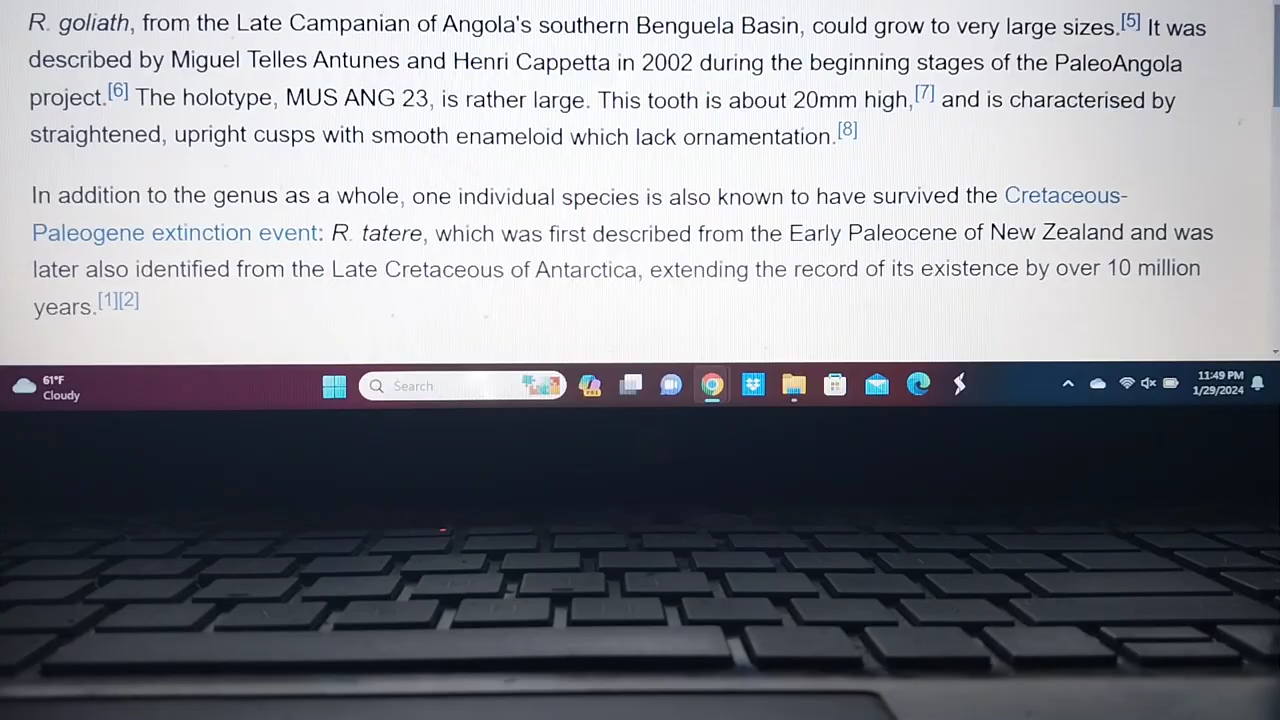 R. goliath, from the Late Campanian of Angola's southern Benguela Basin, could grow to very large sizes.[5] It was
described by Miguel Telles Antunes and Henri Cappetta in 2002 during the beginning stages of the PaleoAngola
project.[6] The holotype, MUS ANG 23, is rather large. This tooth is about 20mm high,[7] and is characterised by
straightened, upright cusps with smooth enameloid which lack ornamentation.[8]
In addition to the genus as a whole, one individual species is also known to have survived the Cretaceous-
Paleogene extinction event: R. tatere, which was first described from the Early Paleocene of New Zealand and was
later also identified from the Late Cretaceous of Antarctica, extending the record of its existence by over 10 million
years.[1][2]
61°F
Cloudy
Search
11:49 PM
1/29/2024